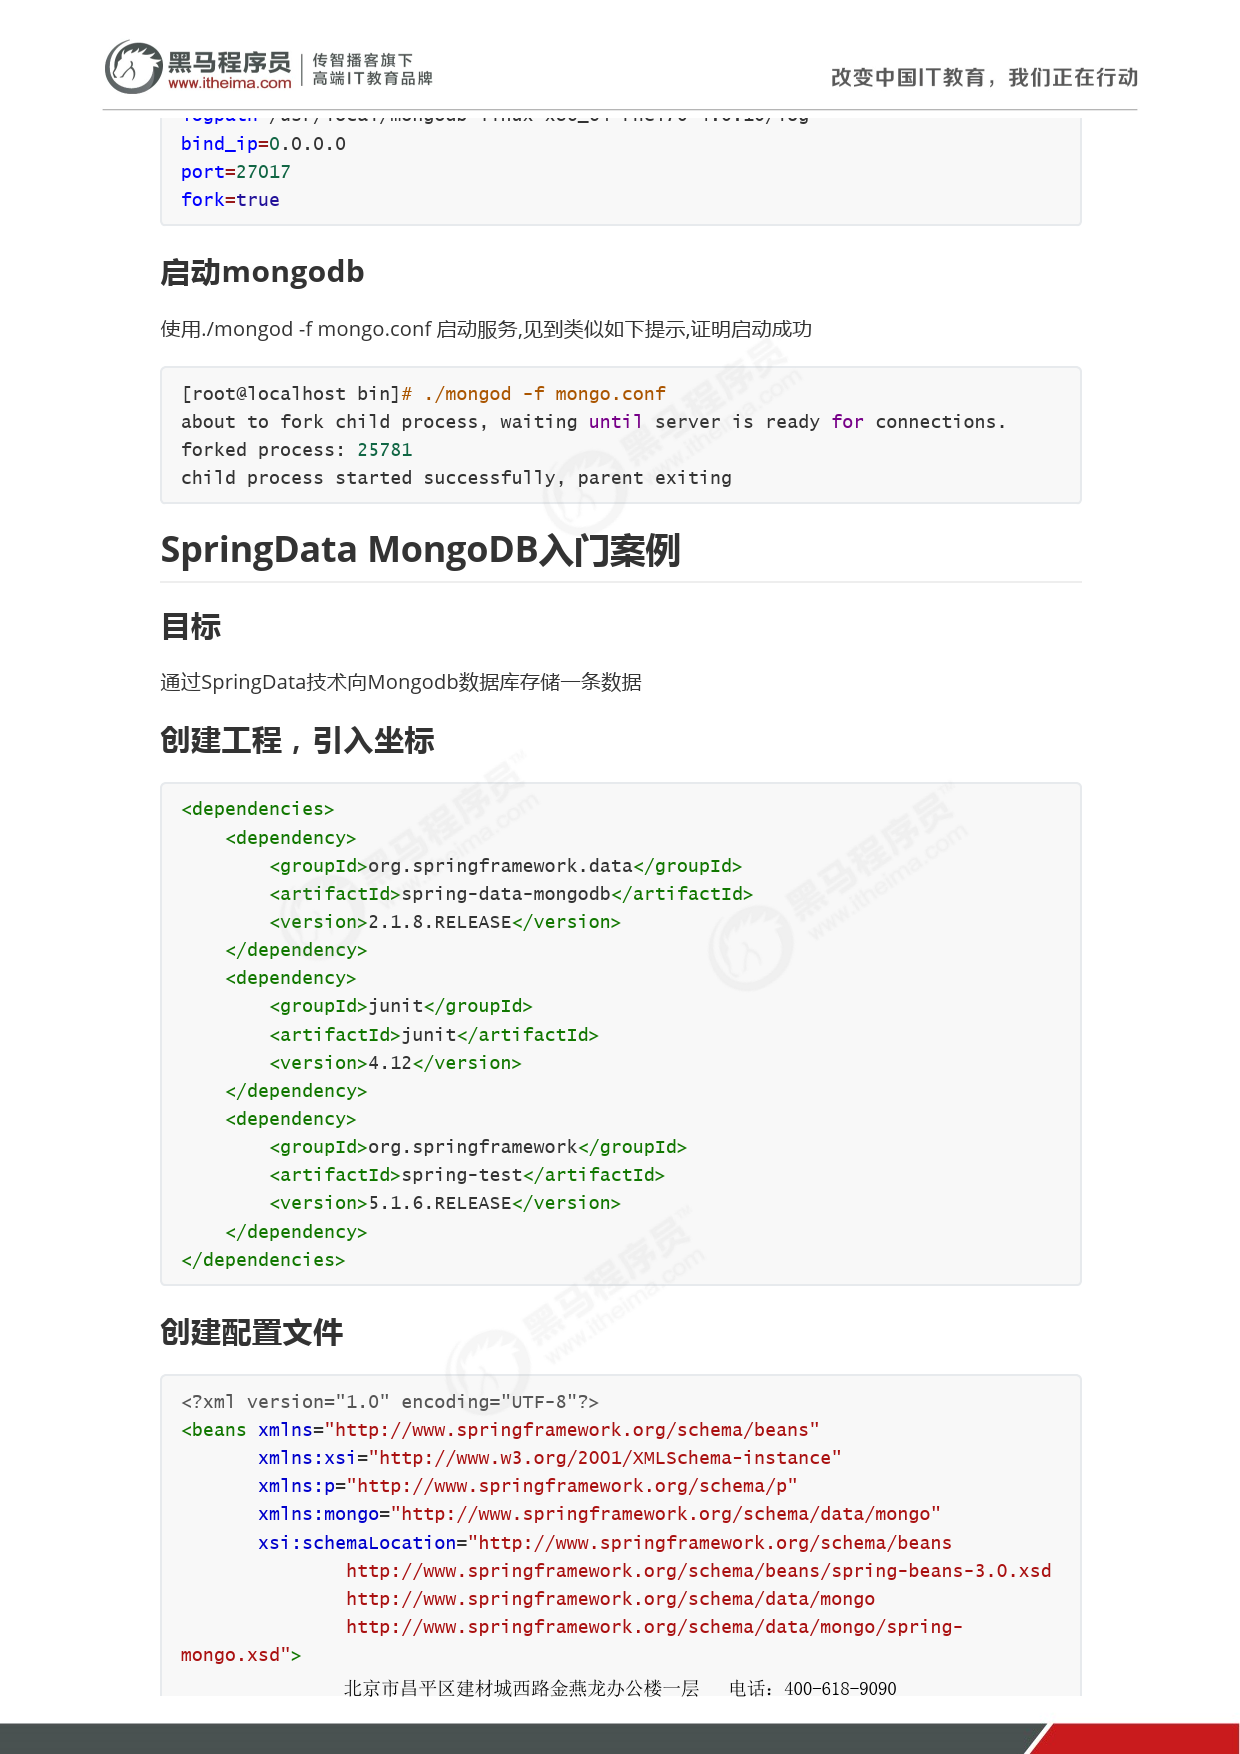 黑马程序员
www.itheima.com
传智播客旗下
高端IT教育品牌
改变中国IT教育，我们正在行动
bind_ip=0.0.0.0
port=27017
fork=true
启动mongodb
使用./mongod -f mongo.conf 启动服务,见到类似如下提示,证明启动成功
[root@localhost bin]# ./mongod -f mongo.conf
about to fork child process, waiting until server is ready for connections.
forked process: 25781
child process started successfully, parent exiting
SpringData MongoDB入门案例
目标
通过SpringData技术向Mongodb数据库存储一条数据
创建工程，引入坐标
<dependencies>
    <dependency>
        <groupId>org.springframework.data</groupId>
        <artifactId>spring-data-mongodb</artifactId>
        <version>2.1.8.RELEASE</version>
    </dependency>
    <dependency>
        <groupId>junit</groupId>
        <artifactId>junit</artifactId>
        <version>4.12</version>
    </dependency>
    <dependency>
        <groupId>org.springframework</groupId>
        <artifactId>spring-test</artifactId>
        <version>5.1.6.RELEASE</version>
    </dependency>
</dependencies>
创建配置文件
<?xml version="1.0" encoding="UTF-8"?>
<beans xmlns="http://www.springframework.org/schema/beans"
       xmlns:xsi="http://www.w3.org/2001/XMLSchema-instance"
       xmlns:p="http://www.springframework.org/schema/p"
       xmlns:mongo="http://www.springframework.org/schema/data/mongo"
       xsi:schemaLocation="http://www.springframework.org/schema/beans
               http://www.springframework.org/schema/beans/spring-beans-3.0.xsd
               http://www.springframework.org/schema/data/mongo
               http://www.springframework.org/schema/data/mongo/spring-
mongo.xsd">
北京市昌平区建材城西路金燕龙办公楼一层 电话：400-618-9090